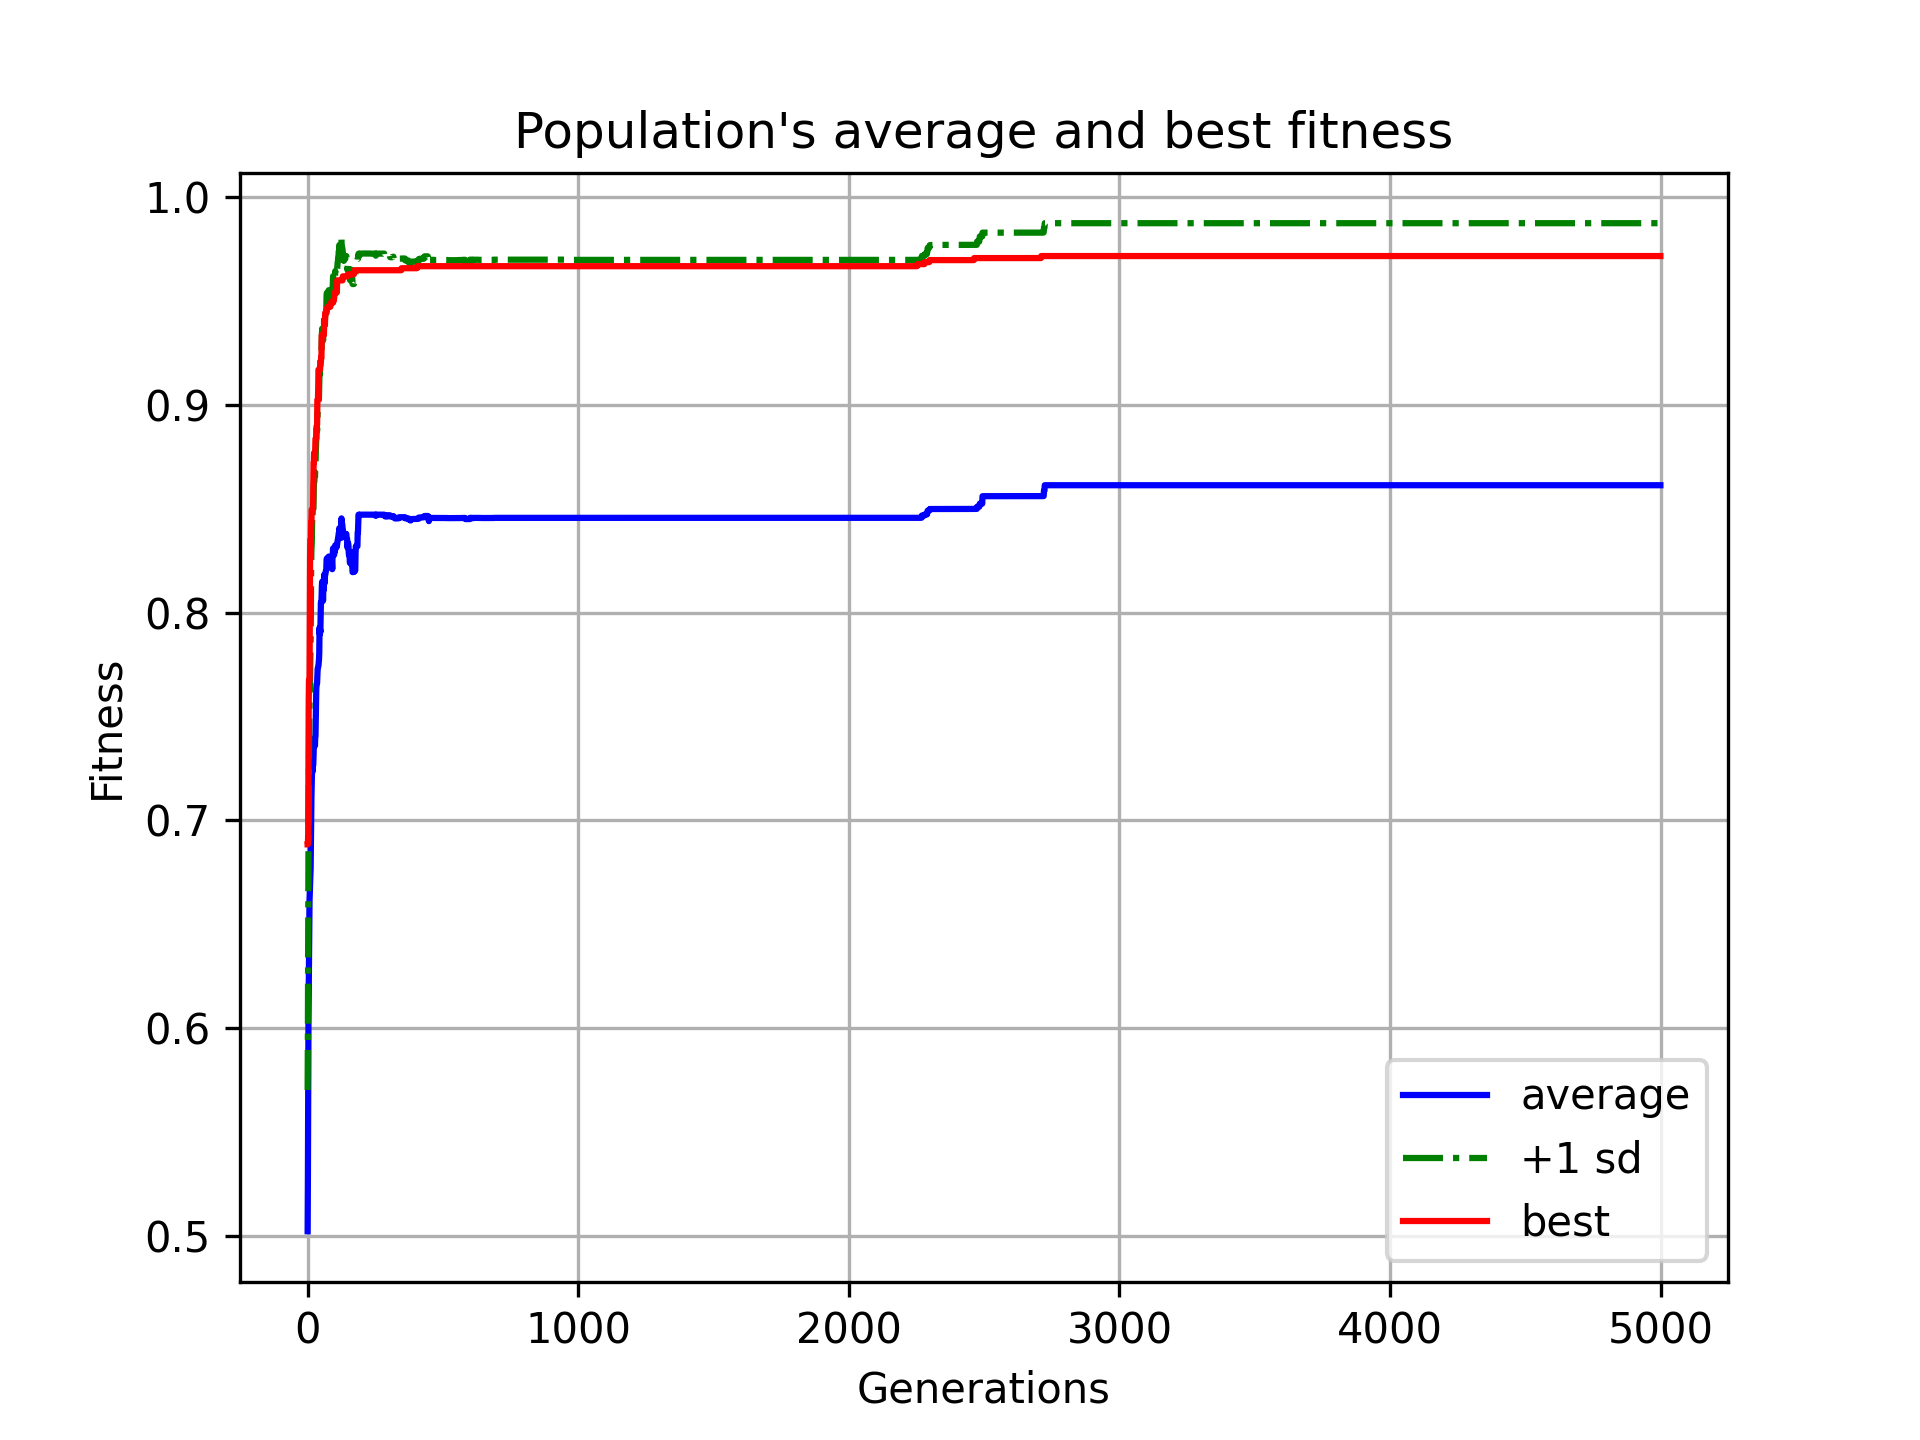 Population's average and best fitness
1.0
0.9
0.8
0.7
0.6
0.5
Fitness
0 1000 2000 3000 4000 5000
Generations
average
+1 sd
best